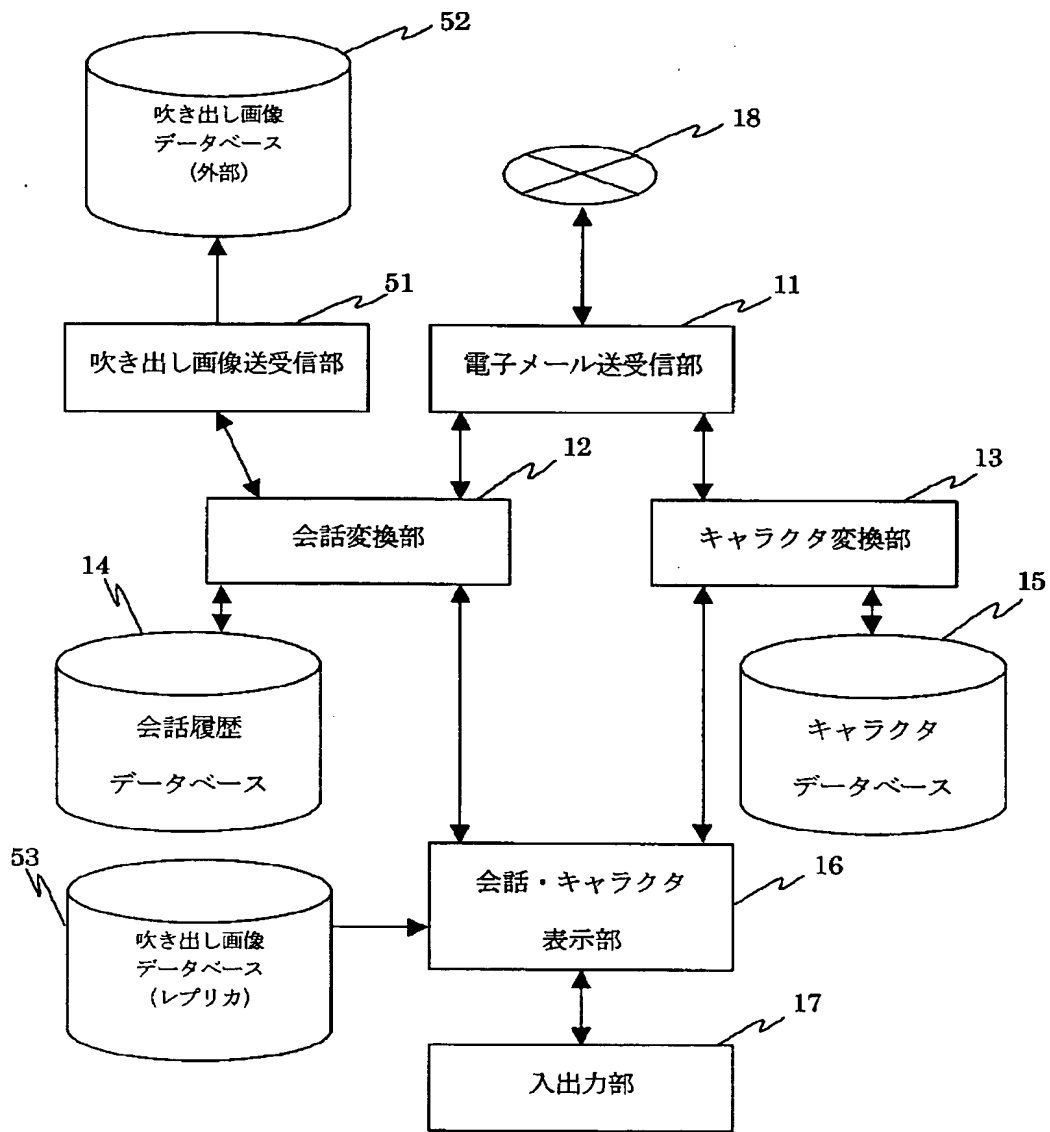 52
吹き出し画像
データベース
(外部)
18
51
11
吹き出し画像送受信部
電子メール送受信部
12
13
会話変換部
キャラクタ変換部
14
15
会話履歴
データベース
キャラクタ
データベース
53
16
会話・キャラクタ
表示部
吹き出し画像
データベース
(レプリカ)
17
入出力部